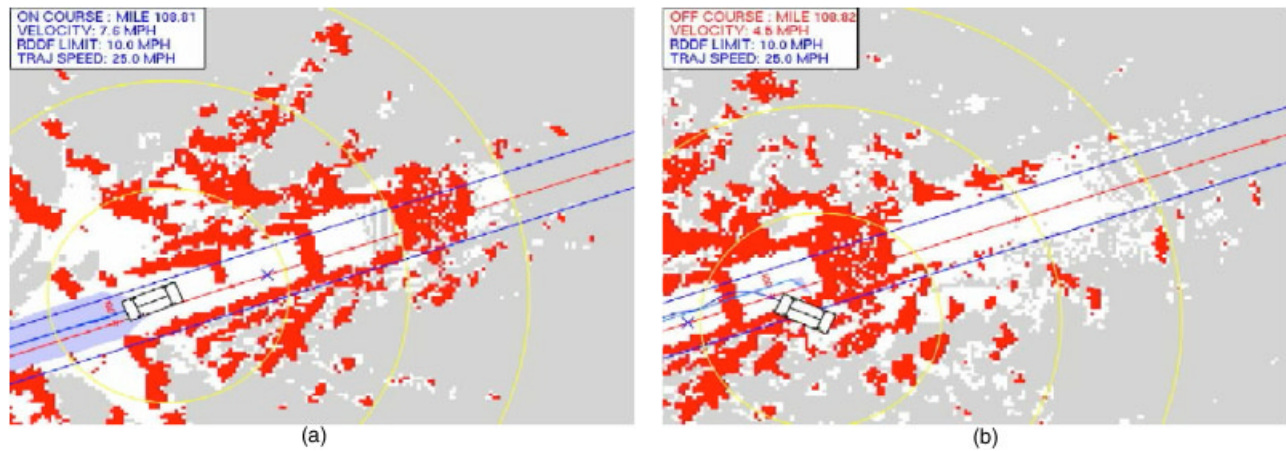 ON COURSE : MILE 108.81
VELOCITY: 7.6 MPH
RDDF LIMIT: 10.0 MPH
TRAJ SPEED: 25.0 MPH
OFF COURSE : MILE 108.82
VELOCITY: 4.5 MPH
RDDF LIMIT: 10.0 MPH
TRAJ SPEED: 25.0 MPH
(a)
(b)